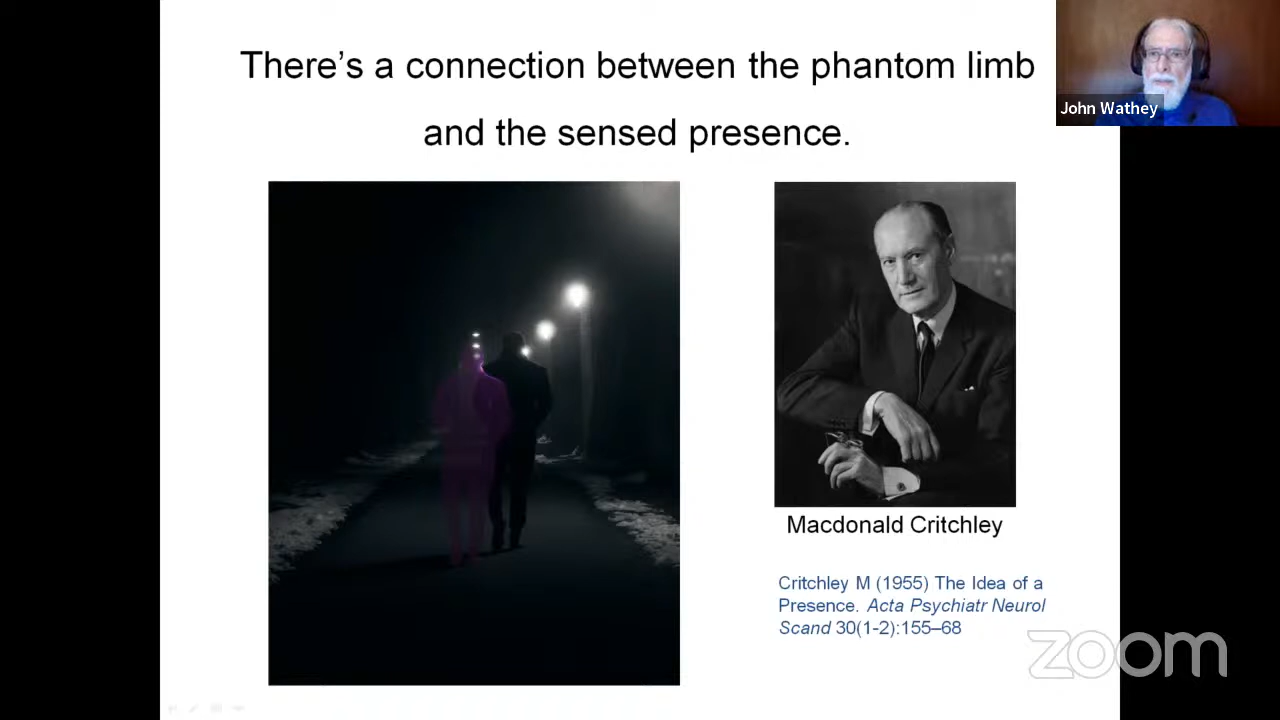 There's a connection between the phantom limb
and the sensed presence.
John Wathey
Macdonald Critchley
Critchley M (1955) The Idea of a
Presence. Acta Psychiatr Neurol
Scand 30(1-2):155–68
zoom